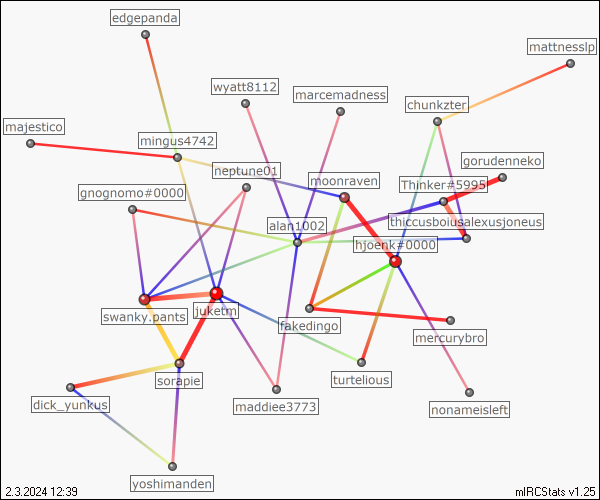 edgepanda
mattnesslp
wyatt8112
marcemadness
chunkzter
majestico
mingus4742
gorudenneko
neptune01
moonraven
Thinker#5995
gnognomo#0000
alan1002
thiccusboiusalexusjoneus
hjoenk#0000
swanky.pants
juketm
fakedingo
mercurybro
sorapie
turtelious
dick_yunkus
maddiee3773
nonameisleft
yoshimanden
2.3.2024 12:39
mIRCStats v1.25